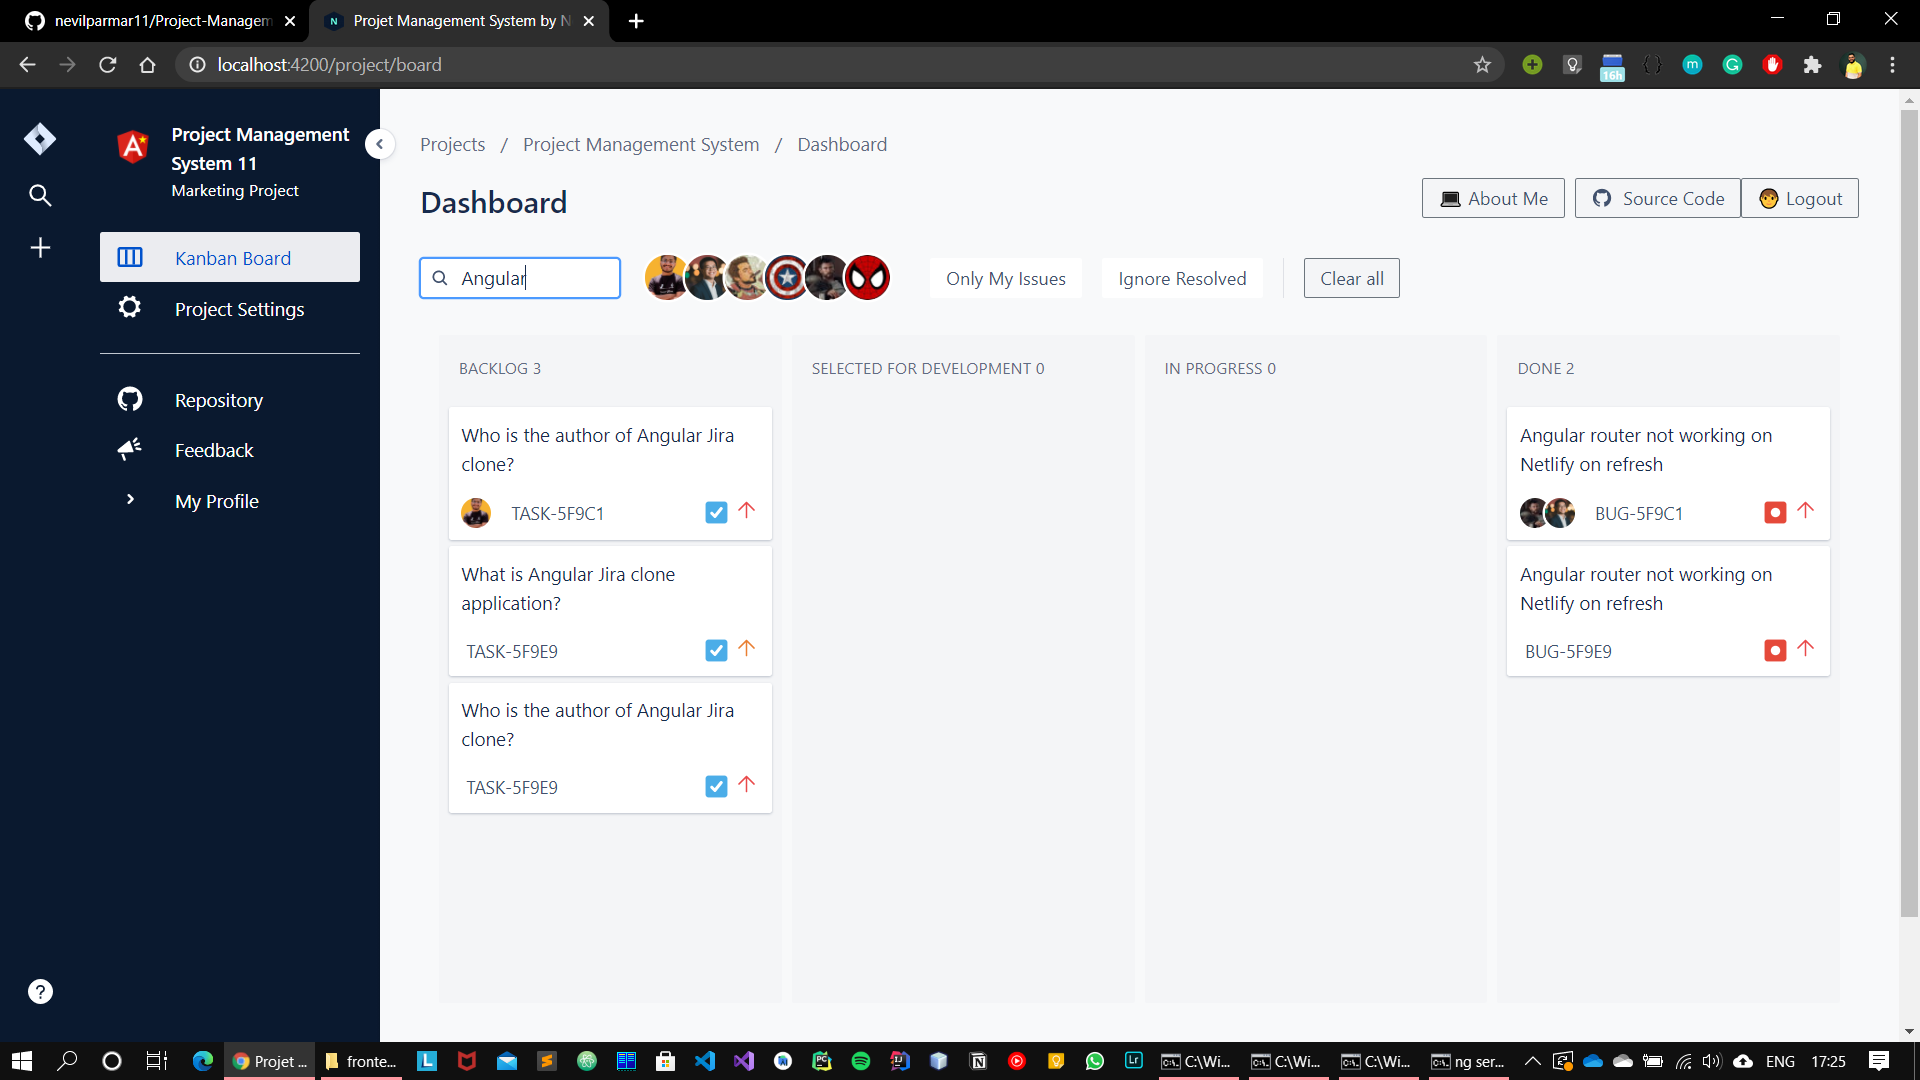 nevilparmar11/Project-Managem
Projet Management System by N
localhost:4200/project/board
16h
Project Management
System 11
Marketing Project
Kanban Board
Project Settings
Repository
Feedback
My Profile
Projects / Project Management System / Dashboard
Dashboard
About Me
Source Code
Logout
Angular
Only My Issues
Ignore Resolved
Clear all
BACKLOG 3
Who is the author of Angular Jira
clone?
TASK-5F9C1
What is Angular Jira clone
application?
TASK-5F9E9
Who is the author of Angular Jira
clone?
TASK-5F9E9
SELECTED FOR DEVELOPMENT 0
IN PROGRESS 0
DONE 2
Angular router not working on
Netlify on refresh
BUG-5F9C1
Angular router not working on
Netlify on refresh
BUG-5F9E9
Projet ...
fronte...
C:\Wi...
C:\Wi...
C:\Wi...
ng ser...
ENG
17:25